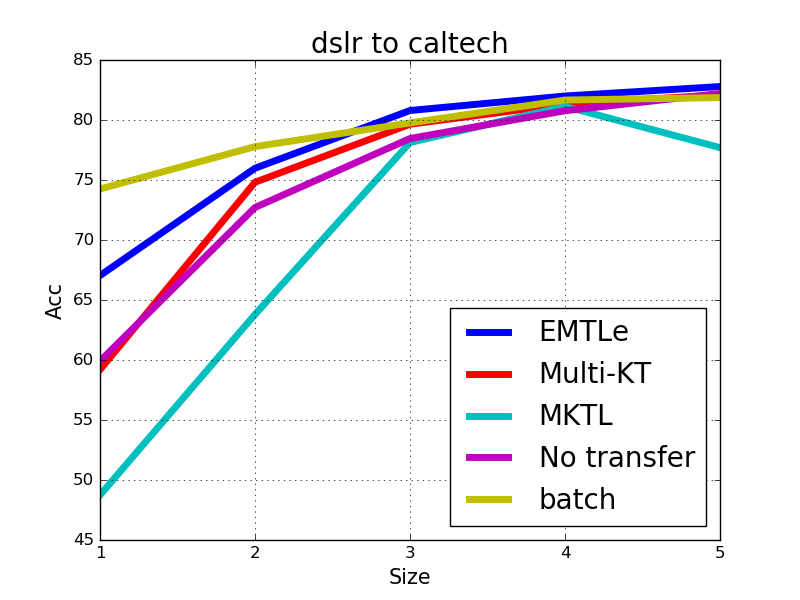 dslr to caltech
85
80
75
70
65
60
55
50
45
Acc
1
2
3
4
5
Size
EMTLe
Multi-KT
MKTL
No transfer
batch